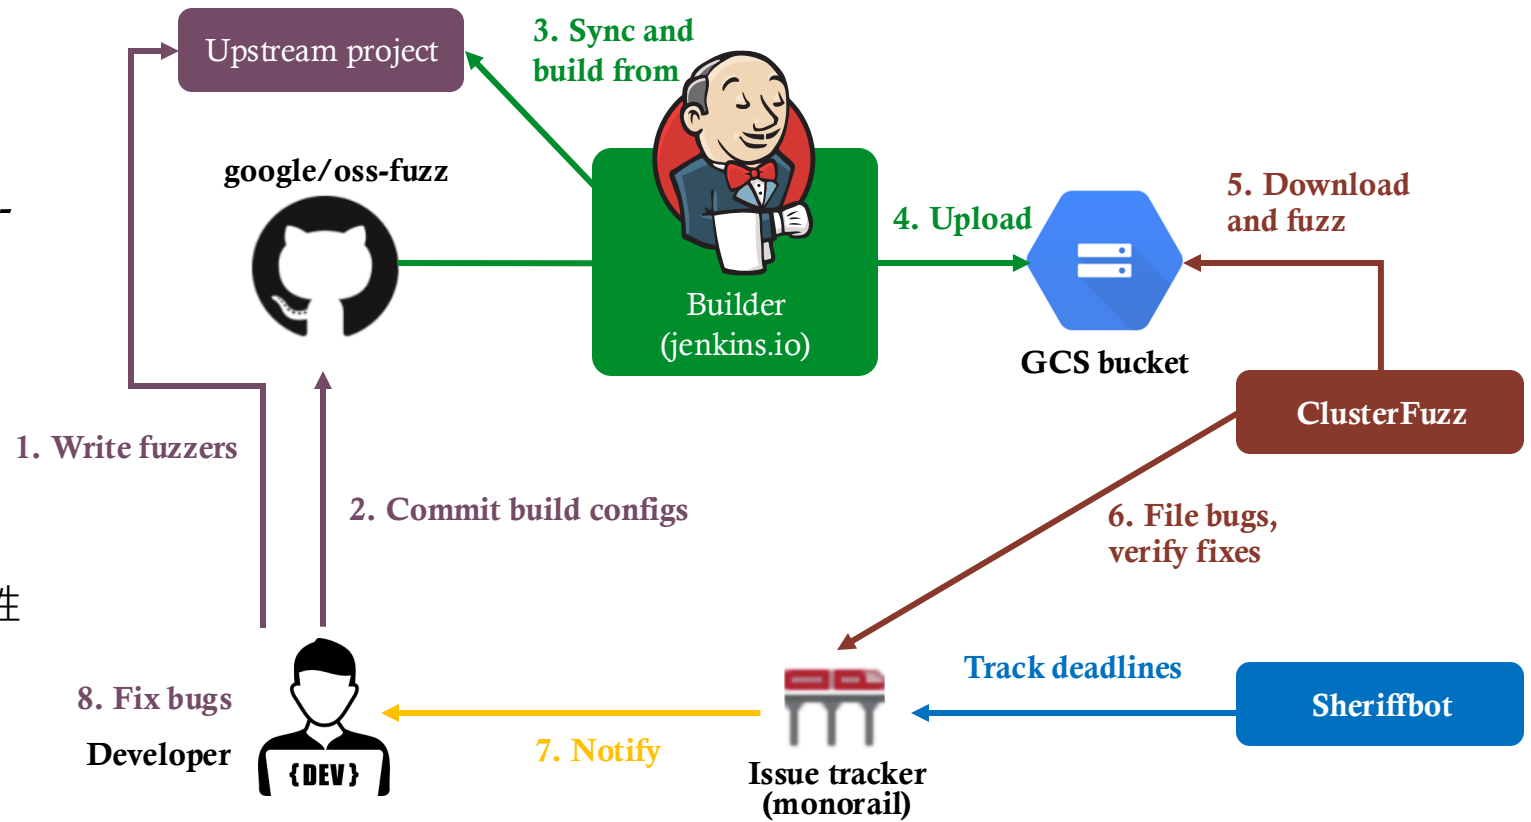 Upstream project
3. Sync and
build from
google/oss-fuzz
-
4. Upload
5. Download
and fuzz
Builder
(jenkins.io)
GCS bucket
ClusterFuzz
1. Write fuzzers
2. Commit build configs
6. File bugs,
verify fixes
性
Track deadlines
Sheriffbot
8. Fix bugs
Developer
{DEV}
7. Notify
Issue tracker
(monorail)